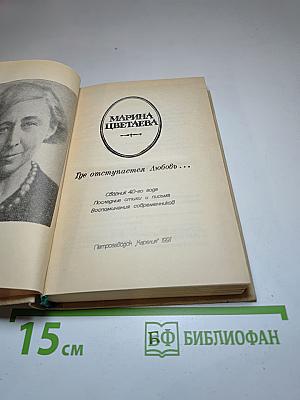 МАРИНА
ЦВЕТАЕВА
Где отступается Любовь...
Сборник 40-го года
Последние стихи и письма
Воспоминания современников
Петрозаводск „Карелия" 1991
15 см
БФ БИБЛИОФАН